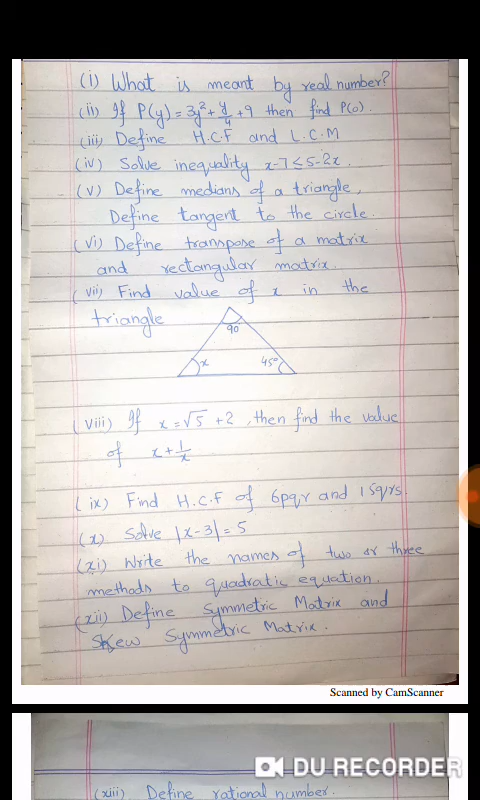 (i) What is meant by real number?
(ii) If P(y) = 3y² + y/4 + 9 then find P(0).
(iii) Define H.C.F and L.C.M
(iv) Solve inequality x-7 ≤ 5-2x.
(v) Define medians of a triangle,
Define tangent to the circle.
(vi) Define transpose of a matrix
and rectangular matrix.
(vii) Find value of x in the
triangle
90°
x 45°
(viii) If x = √5 + 2, then find the value
of x + 1/x
(ix) Find H.C.F of 6pqr and 15qrs.
(x) Solve |x-3| = 5
(xi) Write the names of two or three
methods to quadratic equation.
(xii) Define Symmetric Matrix and
Skew Symmetric Matrix.
Scanned by CamScanner
DU RECORDER
(xiii) Define rational number.